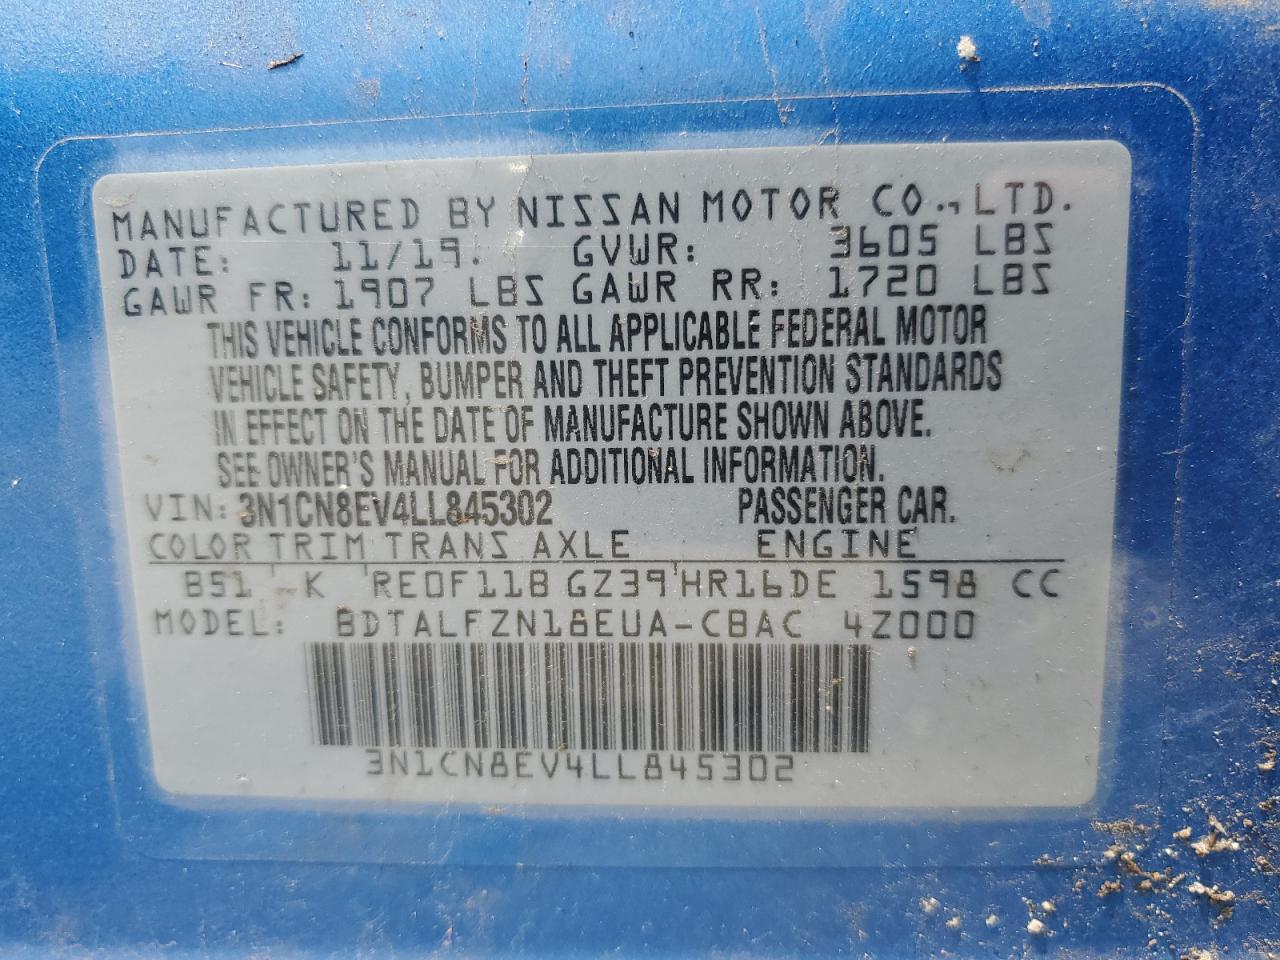 MANUFACTURED BY NISSAN MOTOR CO., LTD.
DATE: 11/19. GVWR: 3605 LBS
GAWR FR: 1907 LBS GAWR RR: 1720 LBS
THIS VEHICLE CONFORMS TO ALL APPLICABLE FEDERAL MOTOR
VEHICLE SAFETY, BUMPER AND THEFT PREVENTION STANDARDS
IN EFFECT ON THE DATE OF MANUFACTURE SHOWN ABOVE.
SEE OWNER'S MANUAL FOR ADDITIONAL INFORMATION.
VIN: 3N1CN8EV4LL845302 PASSENGER CAR.
COLOR TRIM TRANS AXLE ENGINE
B51 K RE0F11B GZ39 HR16DE 1598 CC
MODEL: BDTALFZN18EUA-CBAC 4Z000
3N1CN8EV4LL845302